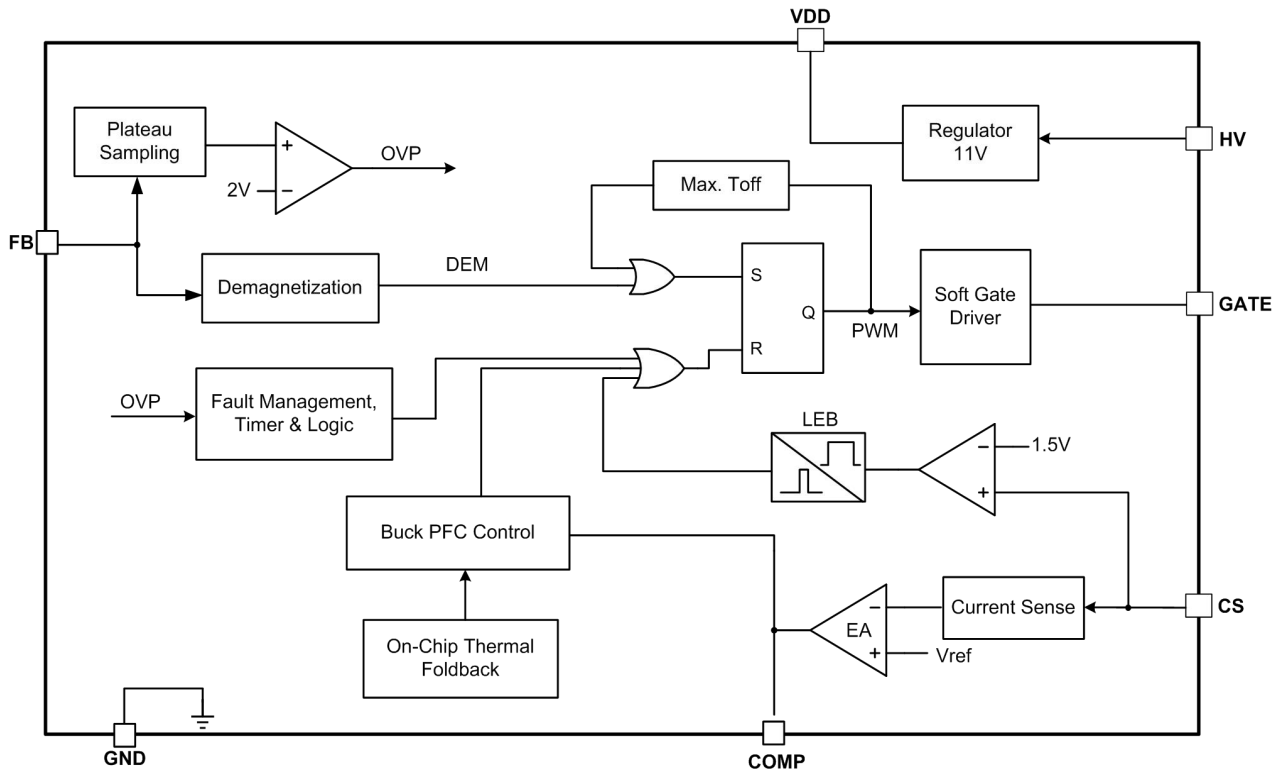 VDD
Plateau
Sampling
+
2V
−
OVP
Regulator
11V
HV
Max. Toff
FB
Demagnetization
DEM
S
Q
R
PWM
Soft Gate
Driver
GATE
OVP
Fault Management,
Timer & Logic
LEB
−
1.5V
+
Buck PFC Control
On-Chip Thermal
Foldback
EA
−
+
Vref
Current Sense
CS
GND
COMP